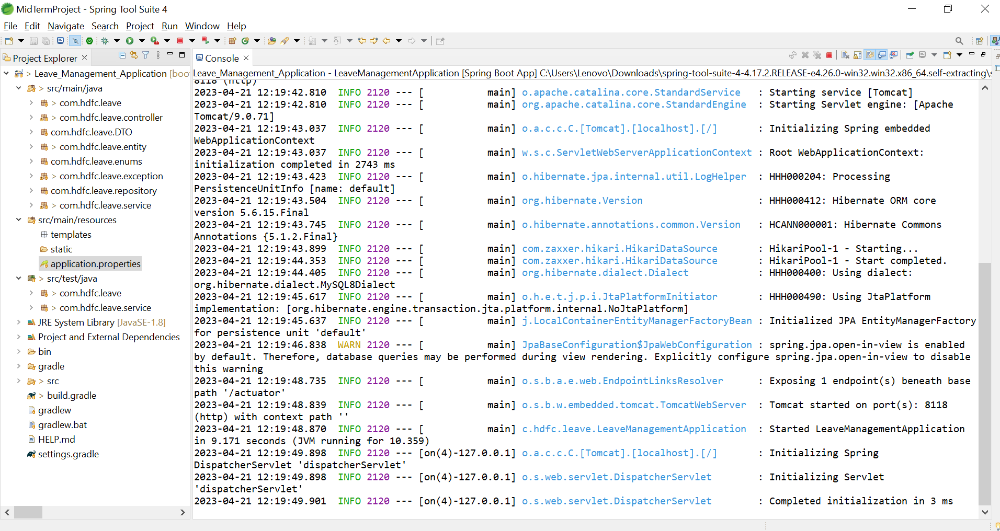 MidTermProject - Spring Tool Suite 4
File Edit Navigate Search Project Run Window Help
Project Explorer
> Leave_Management_Application [boo
> src/main/java
> com.hdfc.leave
> com.hdfc.leave.controller
com.hdfc.leave.DTO
> com.hdfc.leave.entity
com.hdfc.leave.enums
> com.hdfc.leave.exception
com.hdfc.leave.repository
> com.hdfc.leave.service
src/main/resources
templates
static
application.properties
> src/test/java
> com.hdfc.leave
> com.hdfc.leave.service
JRE System Library [JavaSE-1.8]
Project and External Dependencies
bin
gradle
> src
> build.gradle
gradlew
gradlew.bat
HELP.md
settings.gradle
Console
Leave_Management_Application - LeaveManagementApplication [Spring Boot App] C:\Users\Lenovo\Downloads\spring-tool-suite-4-4.17.2.RELEASE-e4.26.0-win32.win32.x86_64.self-extracting\s
8118 (http)
2023-04-21 12:19:42.810  INFO 2120 --- [           main] o.apache.catalina.core.StandardService   : Starting service [Tomcat]
2023-04-21 12:19:42.810  INFO 2120 --- [           main] org.apache.catalina.core.StandardEngine  : Starting Servlet engine: [Apache
Tomcat/9.0.71]
2023-04-21 12:19:43.037  INFO 2120 --- [           main] o.a.c.c.C.[Tomcat].[localhost].[/]       : Initializing Spring embedded
WebApplicationContext
2023-04-21 12:19:43.037  INFO 2120 --- [           main] w.s.c.ServletWebServerApplicationContext : Root WebApplicationContext:
initialization completed in 2743 ms
2023-04-21 12:19:43.423  INFO 2120 --- [           main] o.hibernate.jpa.internal.util.LogHelper  : HHH000204: Processing
PersistenceUnitInfo [name: default]
2023-04-21 12:19:43.504  INFO 2120 --- [           main] org.hibernate.Version                    : HHH000412: Hibernate ORM core
version 5.6.15.Final
2023-04-21 12:19:43.745  INFO 2120 --- [           main] o.hibernate.annotations.common.Version   : HCANN000001: Hibernate Commons
Annotations {5.1.2.Final}
2023-04-21 12:19:43.899  INFO 2120 --- [           main] com.zaxxer.hikari.HikariDataSource       : HikariPool-1 - Starting...
2023-04-21 12:19:44.353  INFO 2120 --- [           main] com.zaxxer.hikari.HikariDataSource       : HikariPool-1 - Start completed.
2023-04-21 12:19:44.405  INFO 2120 --- [           main] org.hibernate.dialect.Dialect            : HHH000400: Using dialect:
org.hibernate.dialect.MySQL8Dialect
2023-04-21 12:19:45.617  INFO 2120 --- [           main] o.h.e.t.j.p.i.JtaPlatformInitiator       : HHH000490: Using JtaPlatform
implementation: [org.hibernate.engine.transaction.jta.platform.internal.NoJtaPlatform]
2023-04-21 12:19:45.637  INFO 2120 --- [           main] j.LocalContainerEntityManagerFactoryBean : Initialized JPA EntityManagerFactory
for persistence unit 'default'
2023-04-21 12:19:46.838  WARN 2120 --- [           main] JpaBaseConfiguration$JpaWebConfiguration : spring.jpa.open-in-view is enabled
by default. Therefore, database queries may be performed during view rendering. Explicitly configure spring.jpa.open-in-view to disable
this warning
2023-04-21 12:19:48.735  INFO 2120 --- [           main] o.s.b.a.e.web.EndpointLinksResolver      : Exposing 1 endpoint(s) beneath base
path '/actuator'
2023-04-21 12:19:48.839  INFO 2120 --- [           main] o.s.b.w.embedded.tomcat.TomcatWebServer  : Tomcat started on port(s): 8118
(http) with context path ''
2023-04-21 12:19:48.870  INFO 2120 --- [           main] c.hdfc.leave.LeaveManagementApplication  : Started LeaveManagementApplication
in 9.171 seconds (JVM running for 10.359)
2023-04-21 12:19:49.898  INFO 2120 --- [on(4)-127.0.0.1] o.a.c.c.C.[Tomcat].[localhost].[/]       : Initializing Spring
DispatcherServlet 'dispatcherServlet'
2023-04-21 12:19:49.898  INFO 2120 --- [on(4)-127.0.0.1] o.s.web.servlet.DispatcherServlet        : Initializing Servlet
'dispatcherServlet'
2023-04-21 12:19:49.901  INFO 2120 --- [on(4)-127.0.0.1] o.s.web.servlet.DispatcherServlet        : Completed initialization in 3 ms